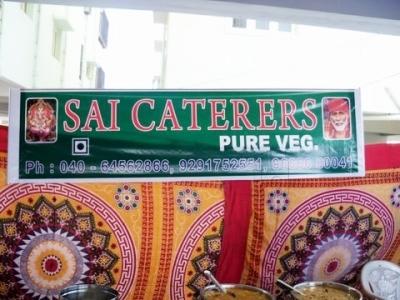 SAI CATERERS
PURE VEG.
Ph : 040 - 64562866, 9291752551,